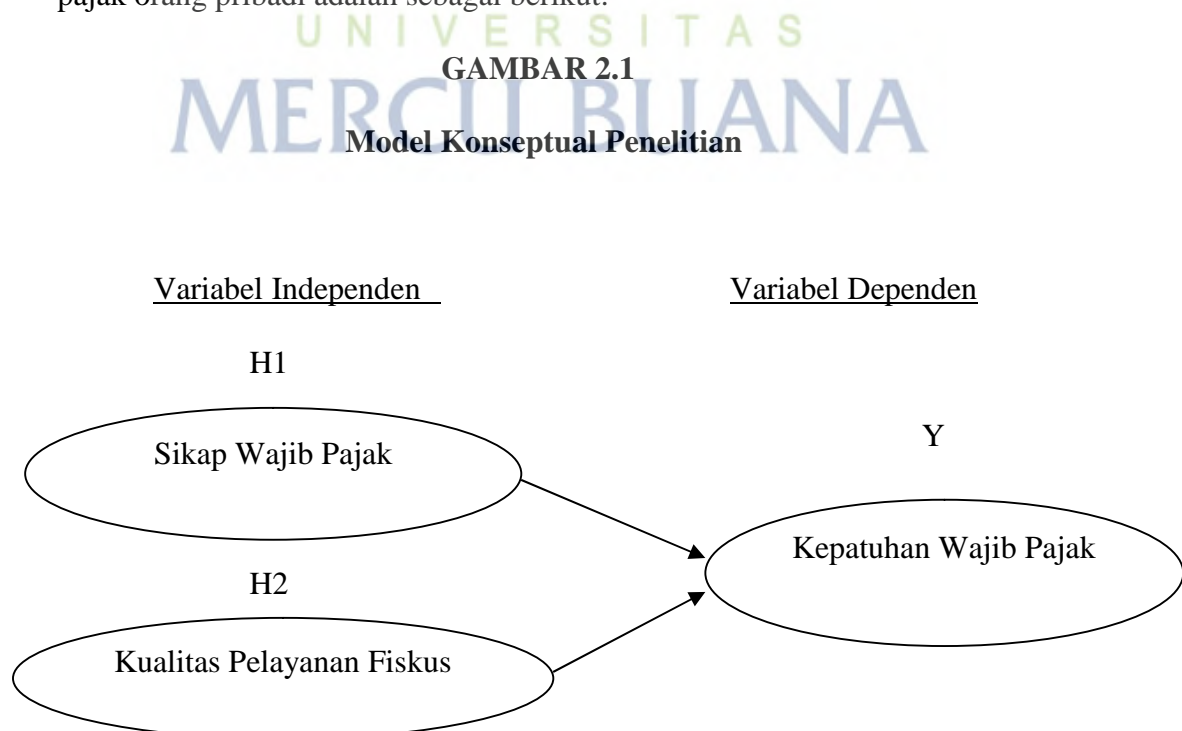 pajak orang pribadi adalah sebagai berikut:
UNIVERSITAS
GAMBAR 2.1
MERCU BUANA
Model Konseptual Penelitian
Variabel Independen
Variabel Dependen
H1
Sikap Wajib Pajak
Y
Kepatuhan Wajib Pajak
H2
Kualitas Pelayanan Fiskus